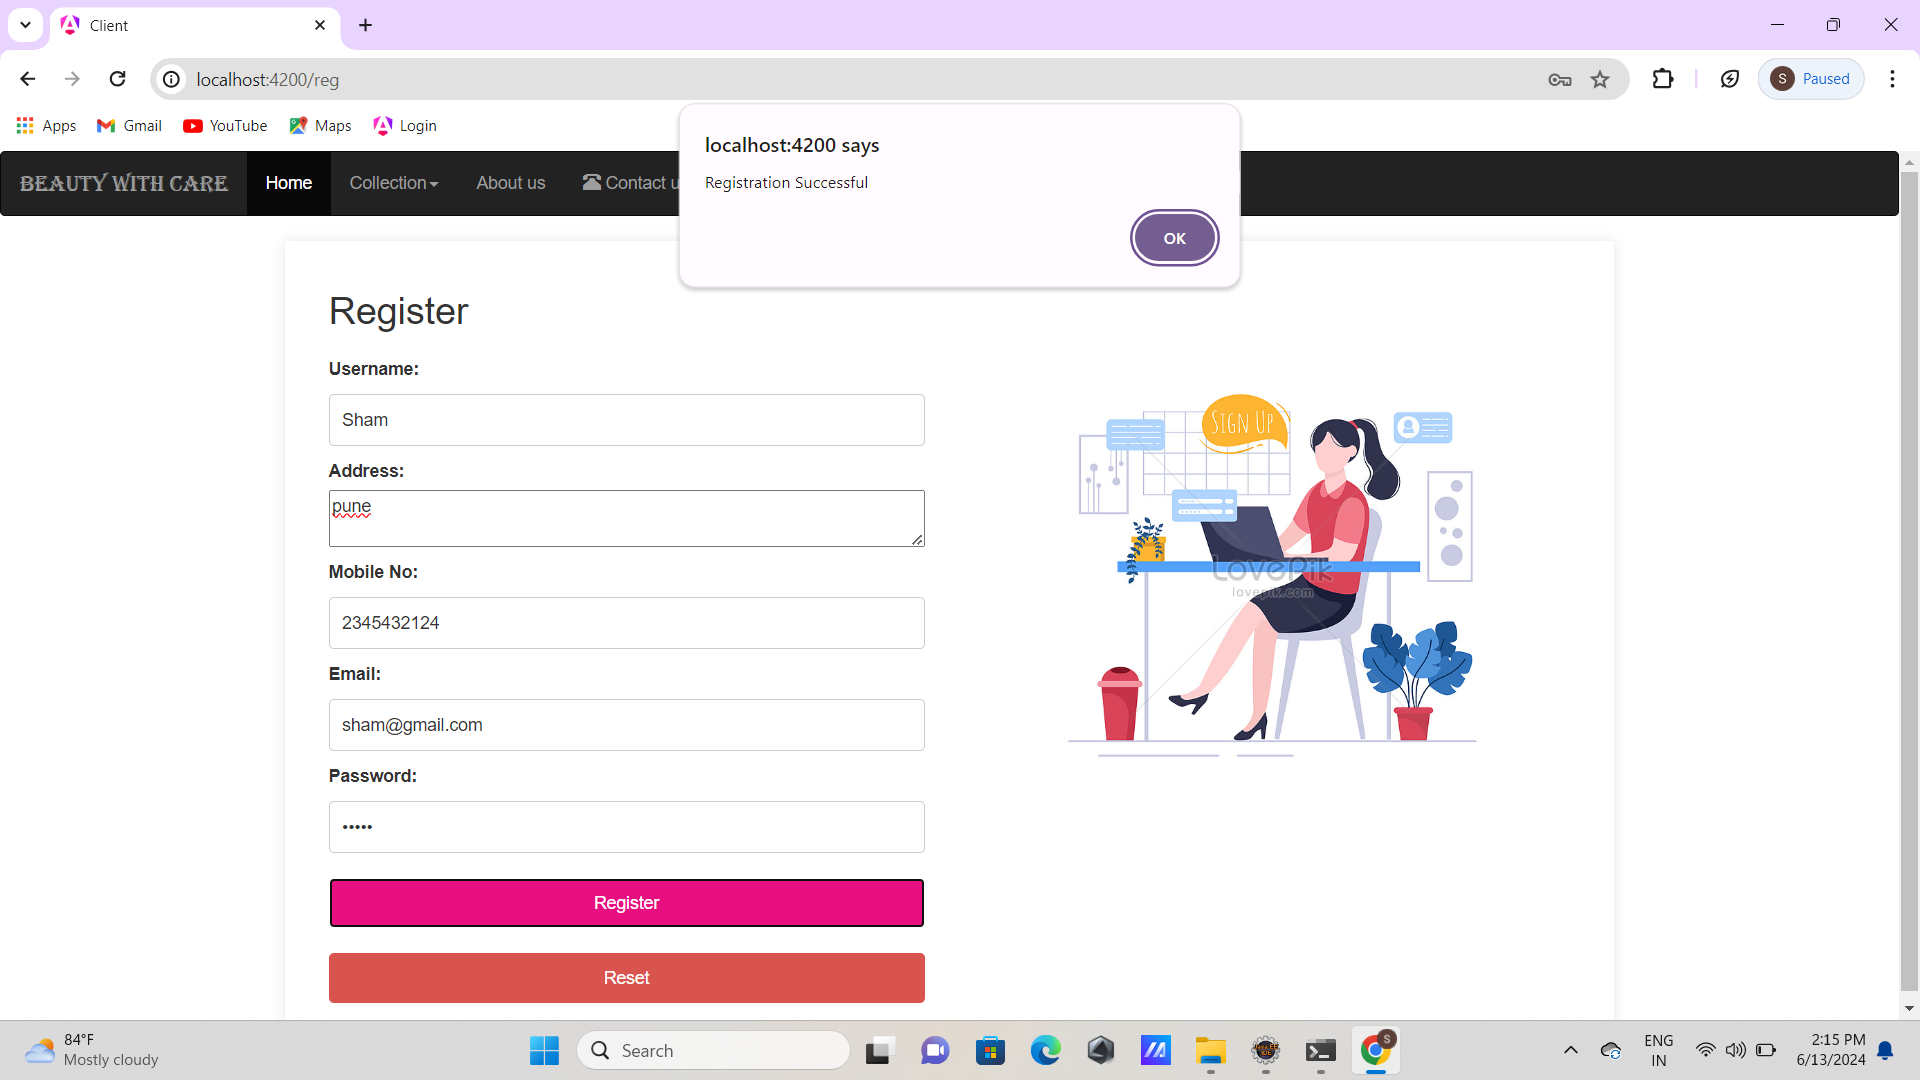 Client
localhost:4200/reg
Paused
S
Apps
Gmail
YouTube
Maps
Login
localhost:4200 says
Registration Successful
OK
BEAUTY WITH CARE
Home
Collection
About us
Contact u
Register
Username:
Sham
Address:
pune
Mobile No:
2345432124
Email:
sham@gmail.com
Password:
•••••
Register
Reset
SIGN UP
LovePik
lovepik.com
84°F
Mostly cloudy
Search
S
ENG
IN
2:15 PM
6/13/2024